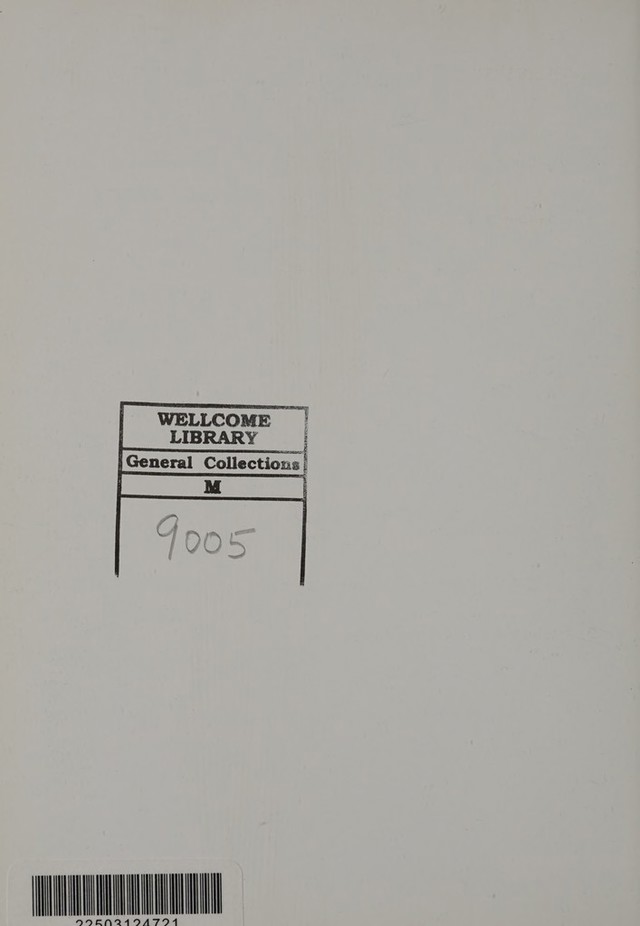 WELLCOME
LIBRARY
General Collections
M
9005
22503124721